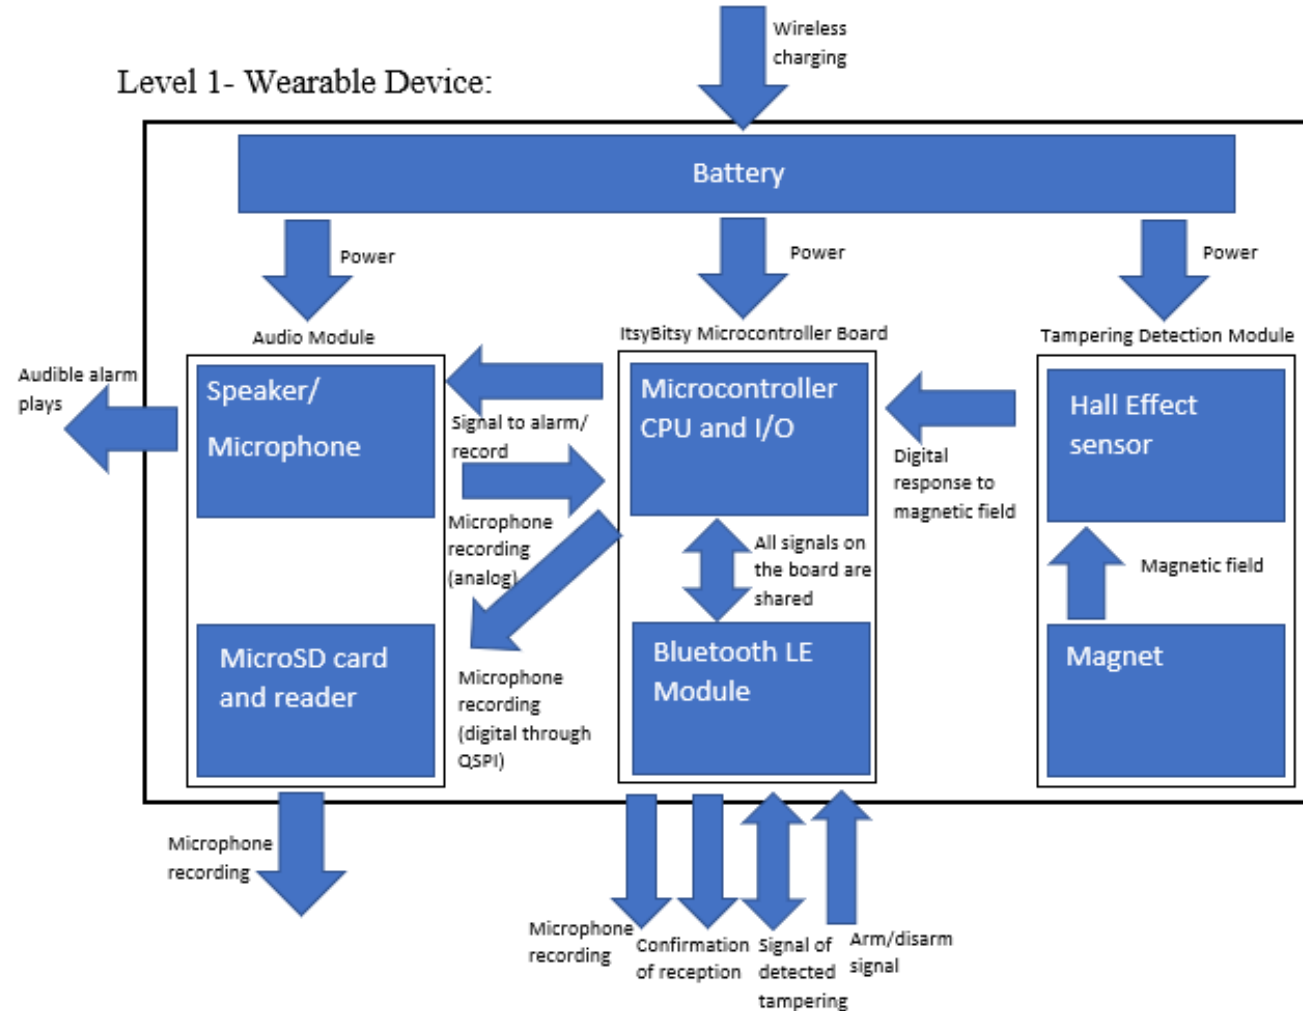 Wireless
charging
Level 1- Wearable Device:
Battery
Power
Power
Power
Audio Module
ItsyBitsy Microcontroller Board
Tampering Detection Module
Audible alarm
plays
Speaker/
Microphone
Signal to alarm/
record
Microcontroller
CPU and I/O
Hall Effect
sensor
Digital
response to
magnetic field
Microphone
recording
(analog)
All signals on
the board are
shared
Magnetic field
MicroSD card
and reader
Microphone
recording
(digital through
QSPI)
Bluetooth LE
Module
Magnet
Microphone
recording
Microphone
recording
Confirmation
of reception
Signal of
detected
tampering
Arm/disarm
signal